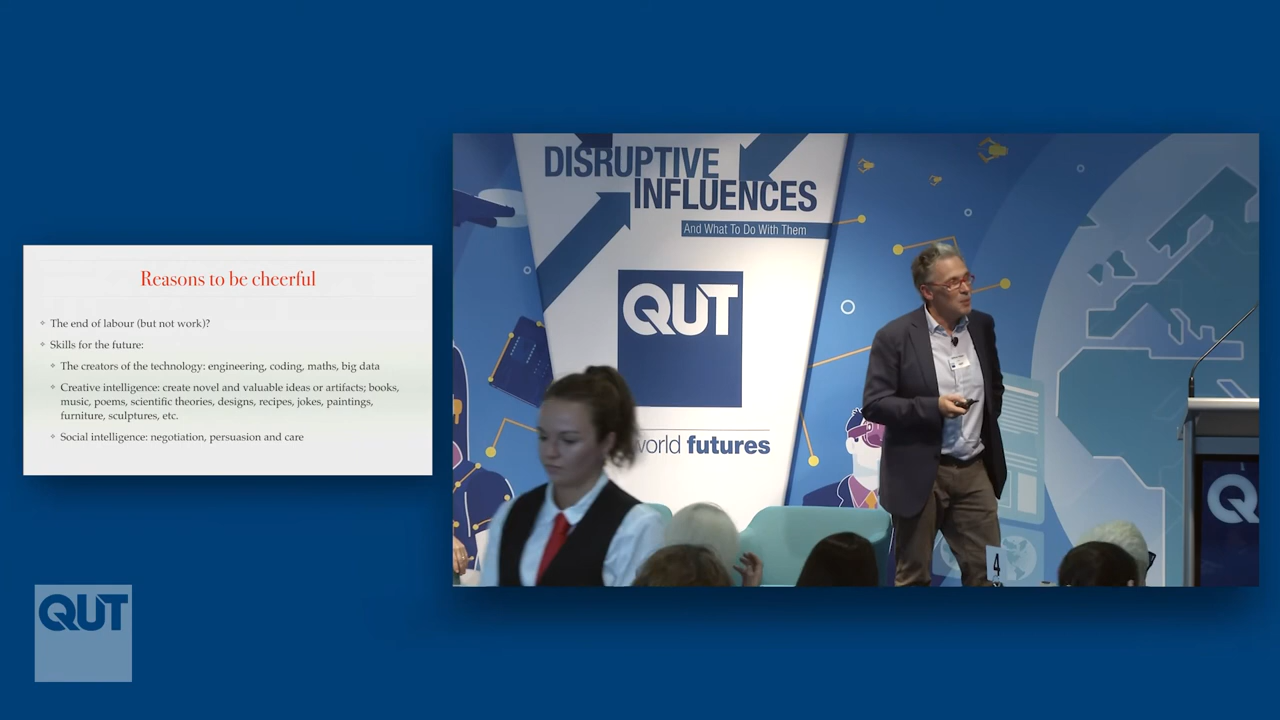 Reasons to be cheerful
The end of labour (but not work)?
Skills for the future:
The creators of the technology: engineering, coding, maths, big data
Creative intelligence: create novel and valuable ideas or artifacts; books,
music, poems, scientific theories, designs, recipes, jokes, paintings,
furniture, sculptures, etc.
Social intelligence: negotiation, persuasion and care
QUT
DISRUPTIVE
INFLUENCES
And What To Do With Them
QUT
world futures
4
QU